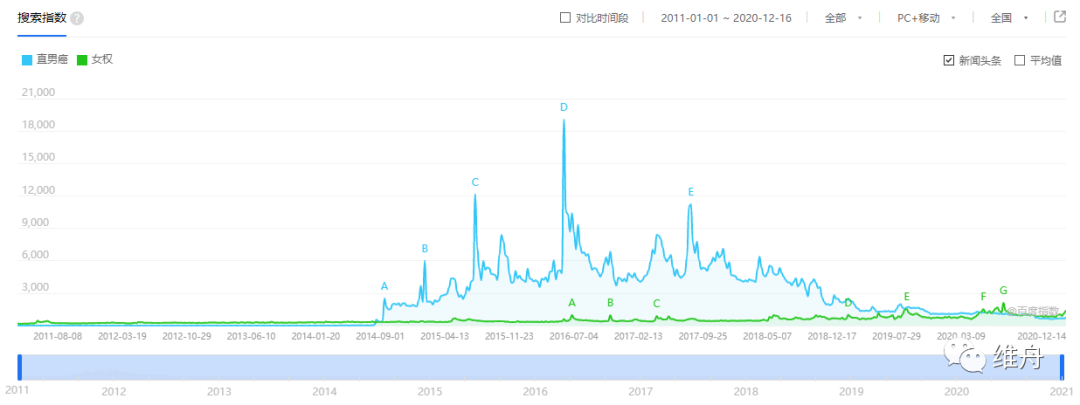 搜索指数 ?
对比时间段 2011-01-01 ~ 2020-12-16 全部 PC+移动 全国
直男癌 女权
新闻头条 平均值
21,000
18,000
15,000
12,000
9,000
6,000
3,000
A
B
C
D
E
A
B
C
D
E
F
G
@百度指数
2011-08-08 2012-03-19 2012-10-29 2013-06-10 2014-01-20 2014-09-01 2015-04-13 2015-11-23 2016-07-04 2017-02-13 2017-09-25 2018-05-07 2018-12-17 2019-07-29 2020-03-09 2020-12-14
维舟
2011 2012 2013 2014 2015 2016 2017 2018 2019 2020 2021